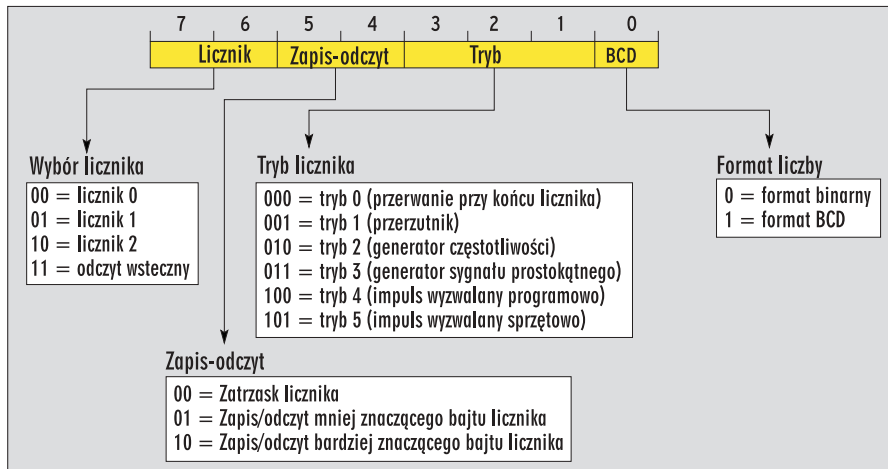 7 6 5 4 3 2 1 0
Licznik Zapis-odczyt Tryb BCD
Wybór licznika
00 = licznik 0
01 = licznik 1
10 = licznik 2
11 = odczyt wsteczny
Tryb licznika
000 = tryb 0 (przerwanie przy końcu licznika)
001 = tryb 1 (przerzutnik)
010 = tryb 2 (generator częstotliwości)
011 = tryb 3 (generator sygnału prostokątnego)
100 = tryb 4 (impuls wyzwalany programowo)
101 = tryb 5 (impuls wyzwalany sprzętowo)
Format liczby
0 = format binarny
1 = format BCD
Zapis-odczyt
00 = Zatrzask licznika
01 = Zapis/odczyt mniej znaczącego bajtu licznika
10 = Zapis/odczyt bardziej znaczącego bajtu licznika